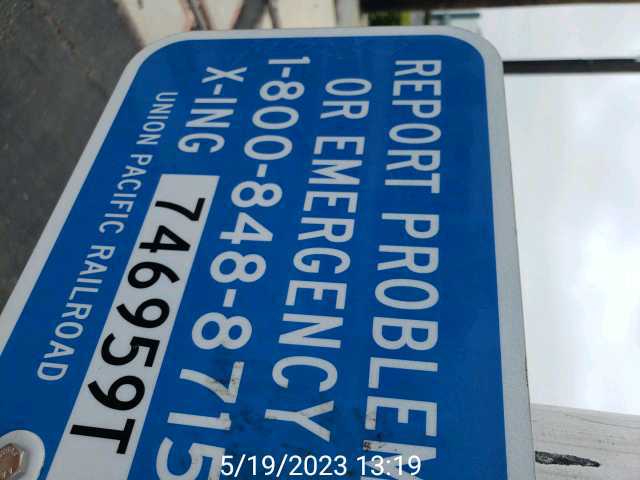 REPORT PROBLEM
OR EMERGENCY
1-800-848-8715
X-ING 746959T
UNION PACIFIC RAILROAD
5/19/2023 13:19